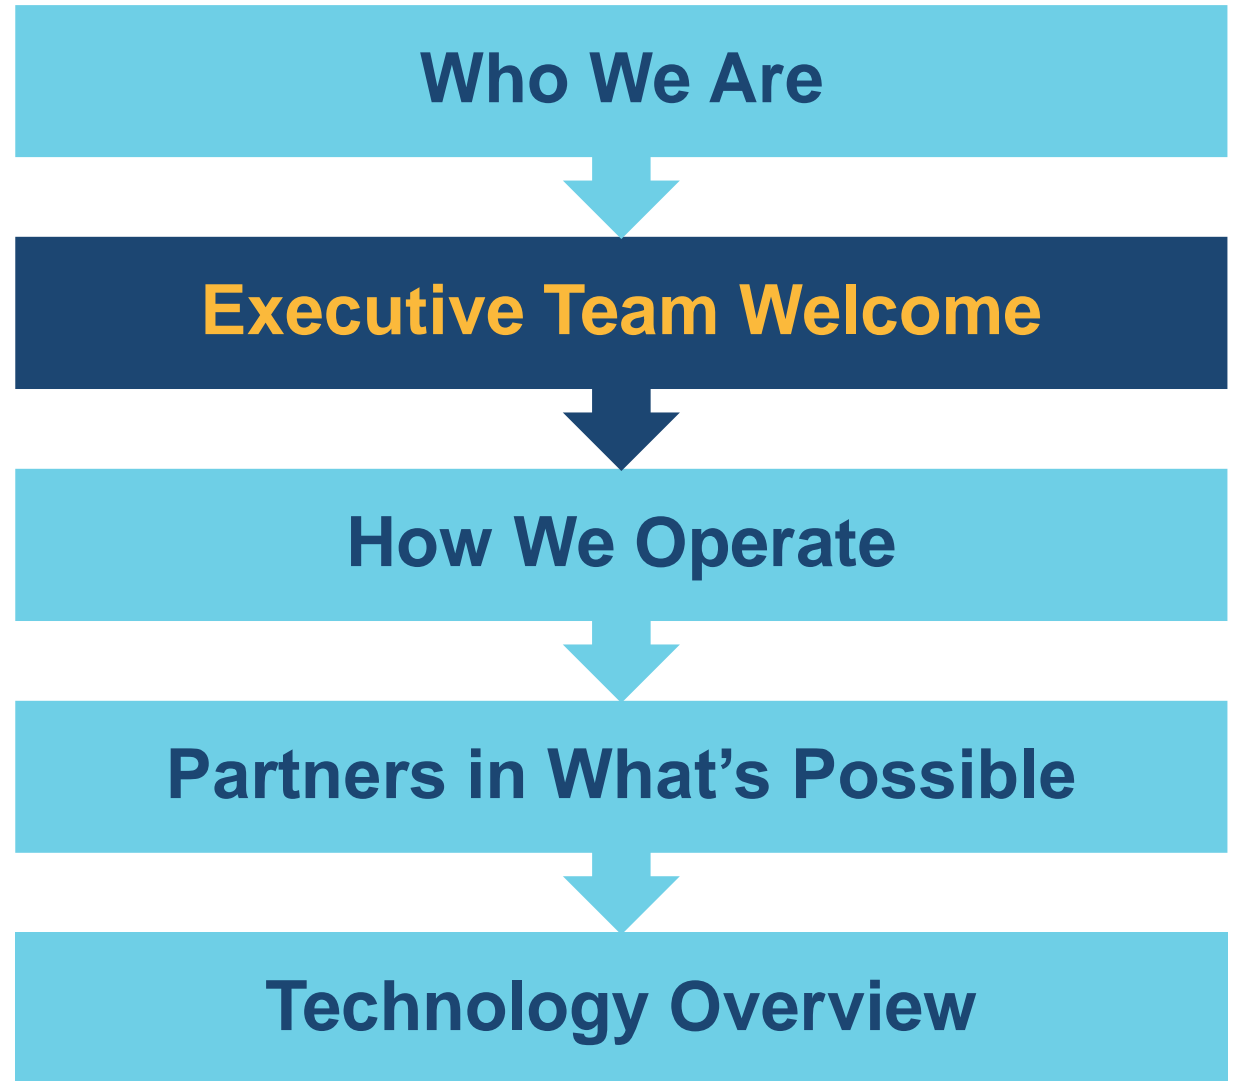 Who We Are
Executive Team Welcome
How We Operate
Partners in What’s Possible
Technology Overview